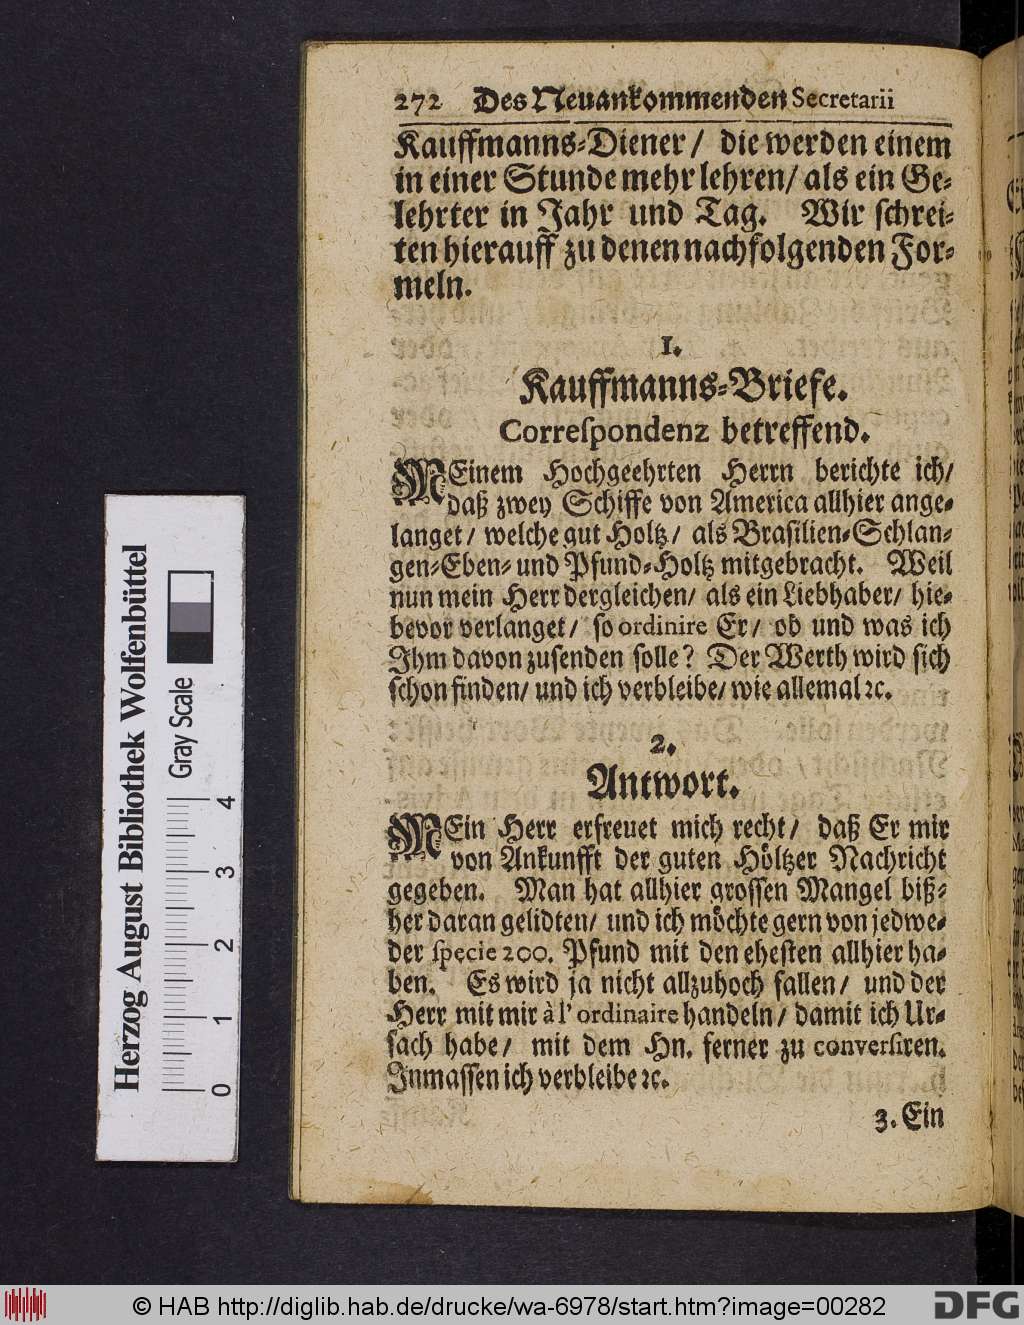 272 Des Neuankommenden Secretarii
Kauffmanns-Diener / die werden einem
in einer Stunde mehr lehren / als ein Ge-
lehrter in Jahr und Tag. Wir schrei-
ten hierauff zu denen nachfolgenden For-
meln.
1.
Kauffmanns-Briefe.
Correſpondenz betreffend.
MEinem Hochgeehrten Herrn berichte ich /
daß zwey Schiffe von America allhier ange-
langet / welche gut Holtz / als Brasilien-Schlan-
gen-Eben- und Pfund-Holtz mitgebracht. Weil
nun mein Herr dergleichen / als ein Liebhaber / hie-
bevor verlanget / so ordinire Er / ob und was ich
Ihm davon zusenden solle? Der Werth wird sich
schon finden / und ich verbleibe / wie allemal ꝛc.
2.
Antwort.
MEin Herr erfreuet mich recht / daß Er mir
von Ankunfft der guten Höltzer Nachricht
gegeben. Man hat allhier grossen Mangel biß-
her daran gelidten / und ich möchte gern von jedwe-
der ſpecie 200. Pfund mit den ehesten allhier ha-
ben. Es wird ja nicht allzuhoch fallen / und der
Herr mit mir à l' ordinaire handeln / damit ich Ur-
sach habe / mit dem Hn. ferner zu converſiren.
Inmassen ich verbleibe ꝛc.
3. Ein
Herzog August Bibliothek Wolfenbüttel
Gray Scale
0 1 2 3 4
© HAB http://diglib.hab.de/drucke/wa-6978/start.htm?image=00282
DFG